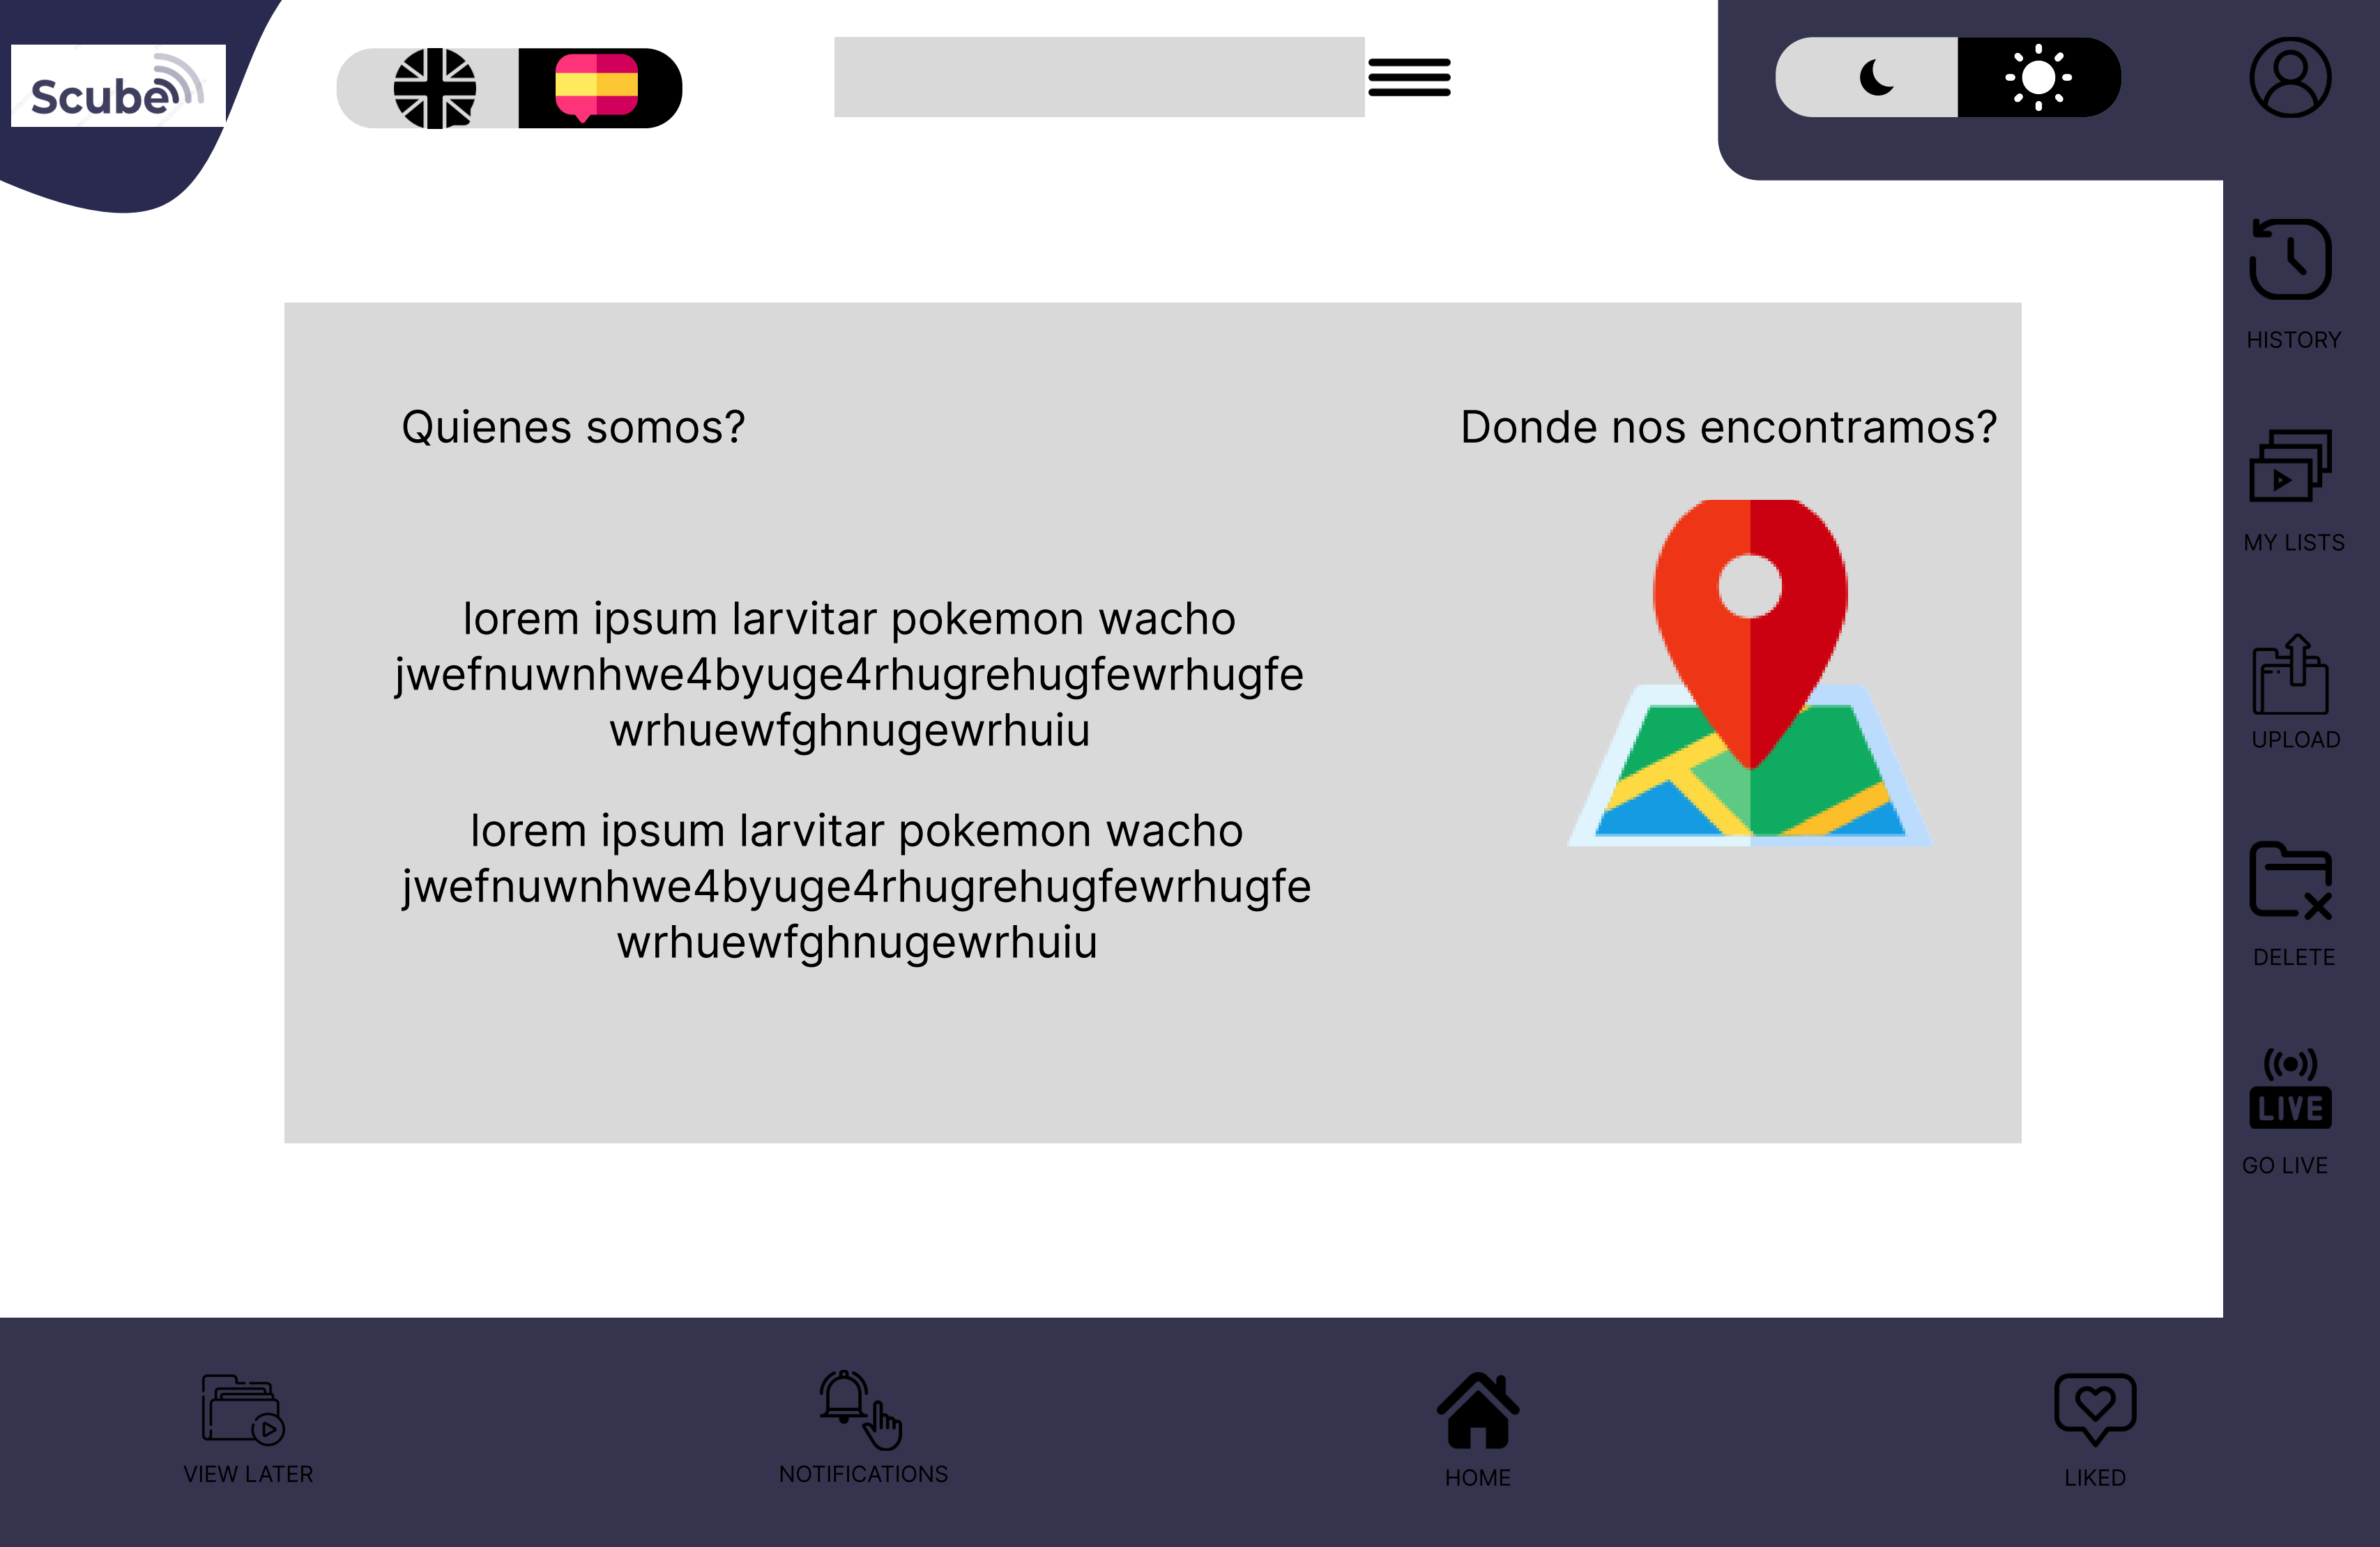 Scube
Quienes somos?
Donde nos encontramos?
lorem ipsum larvitar pokemon wacho
jwefnuwnhwe4byuge4rhugrehugfewrhugfe
wrhuewfghnugewrhuiu
lorem ipsum larvitar pokemon wacho
jwefnuwnhwe4byuge4rhugrehugfewrhugfe
wrhuewfghnugewrhuiu
HISTORY
MY LISTS
UPLOAD
DELETE
LIVE
GO LIVE
VIEW LATER
NOTIFICATIONS
HOME
LIKED